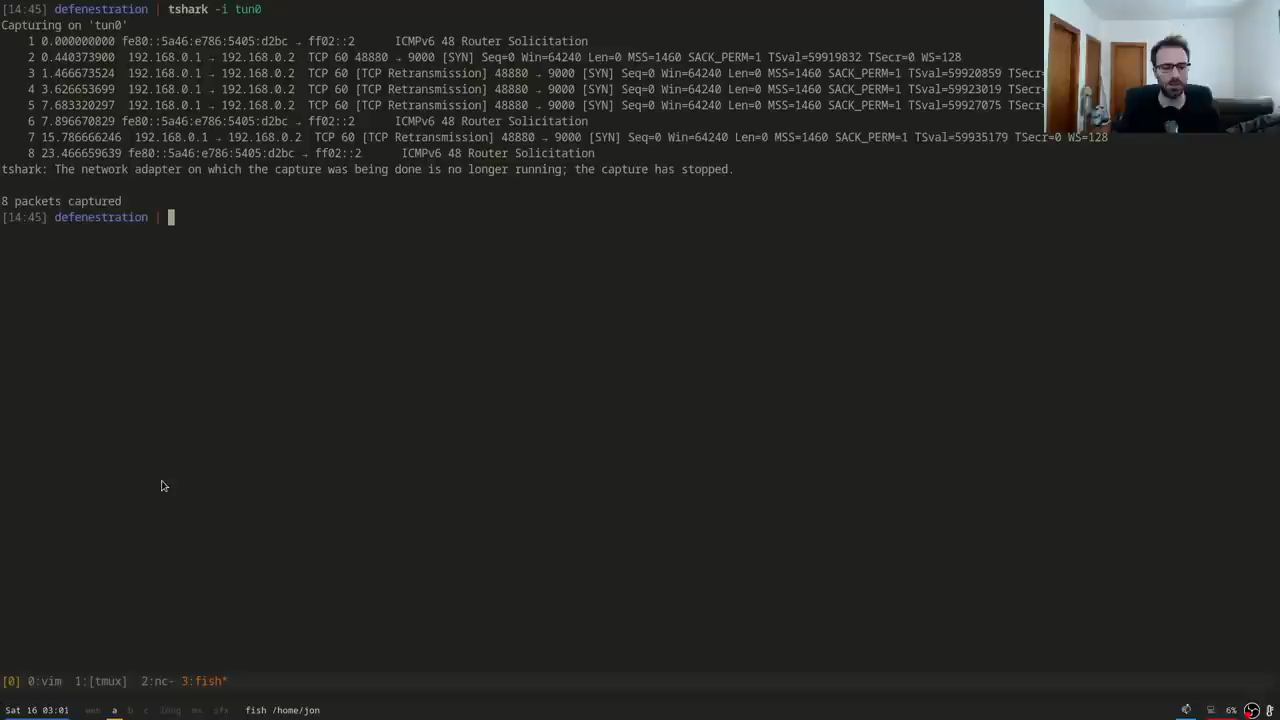 [14:45] defenestration | tshark -i tun0
Capturing on 'tun0'
1 0.000000000 fe80::5a46:e786:5405:d2bc → ff02::2 ICMPv6 48 Router Solicitation
2 0.440373900 192.168.0.1 → 192.168.0.2 TCP 60 48880 → 9000 [SYN] Seq=0 Win=64240 Len=0 MSS=1460 SACK_PERM=1 TSval=59919832 TSecr=0 WS=128
3 1.466673524 192.168.0.1 → 192.168.0.2 TCP 60 [TCP Retransmission] 48880 → 9000 [SYN] Seq=0 Win=64240 Len=0 MSS=1460 SACK_PERM=1 TSval=59920859 TSecr=
4 3.626653699 192.168.0.1 → 192.168.0.2 TCP 60 [TCP Retransmission] 48880 → 9000 [SYN] Seq=0 Win=64240 Len=0 MSS=1460 SACK_PERM=1 TSval=59923019 TSecr=
5 7.683320297 192.168.0.1 → 192.168.0.2 TCP 60 [TCP Retransmission] 48880 → 9000 [SYN] Seq=0 Win=64240 Len=0 MSS=1460 SACK_PERM=1 TSval=59927075 TSecr=
6 7.896670829 fe80::5a46:e786:5405:d2bc → ff02::2 ICMPv6 48 Router Solicitation
7 15.786666246 192.168.0.1 → 192.168.0.2 TCP 60 [TCP Retransmission] 48880 → 9000 [SYN] Seq=0 Win=64240 Len=0 MSS=1460 SACK_PERM=1 TSval=59935179 TSecr=0 WS=128
8 23.466659639 fe80::5a46:e786:5405:d2bc → ff02::2 ICMPv6 48 Router Solicitation
tshark: The network adapter on which the capture was being done is no longer running; the capture has stopped.
8 packets captured
[14:45] defenestration |
[0] 0:vim 1:[tmux] 2:nc- 3:fish*
Sat 16 03:01 a b c fish /home/jon 6%